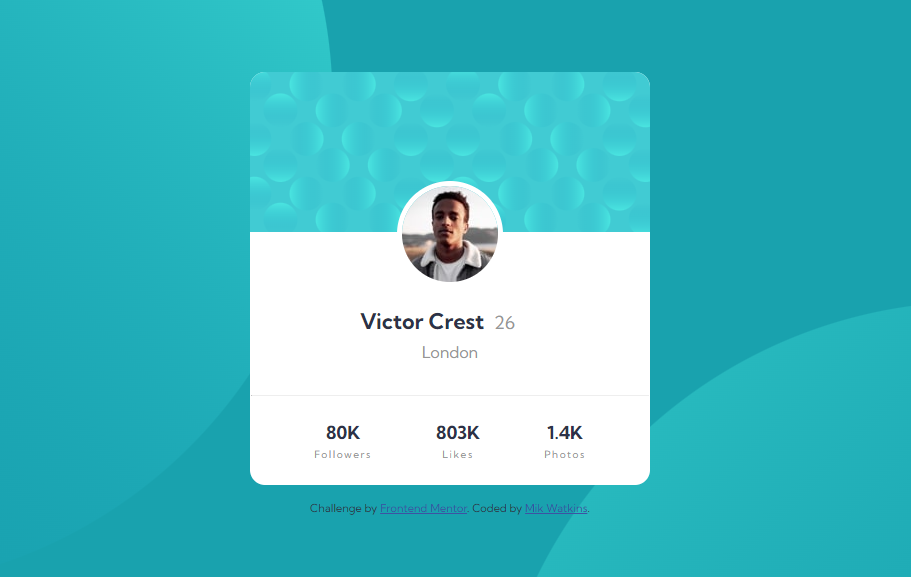 Victor Crest 26
London
80K 803K 1.4K
Followers Likes Photos
Challenge by Frontend Mentor. Coded by Mik Watkins.